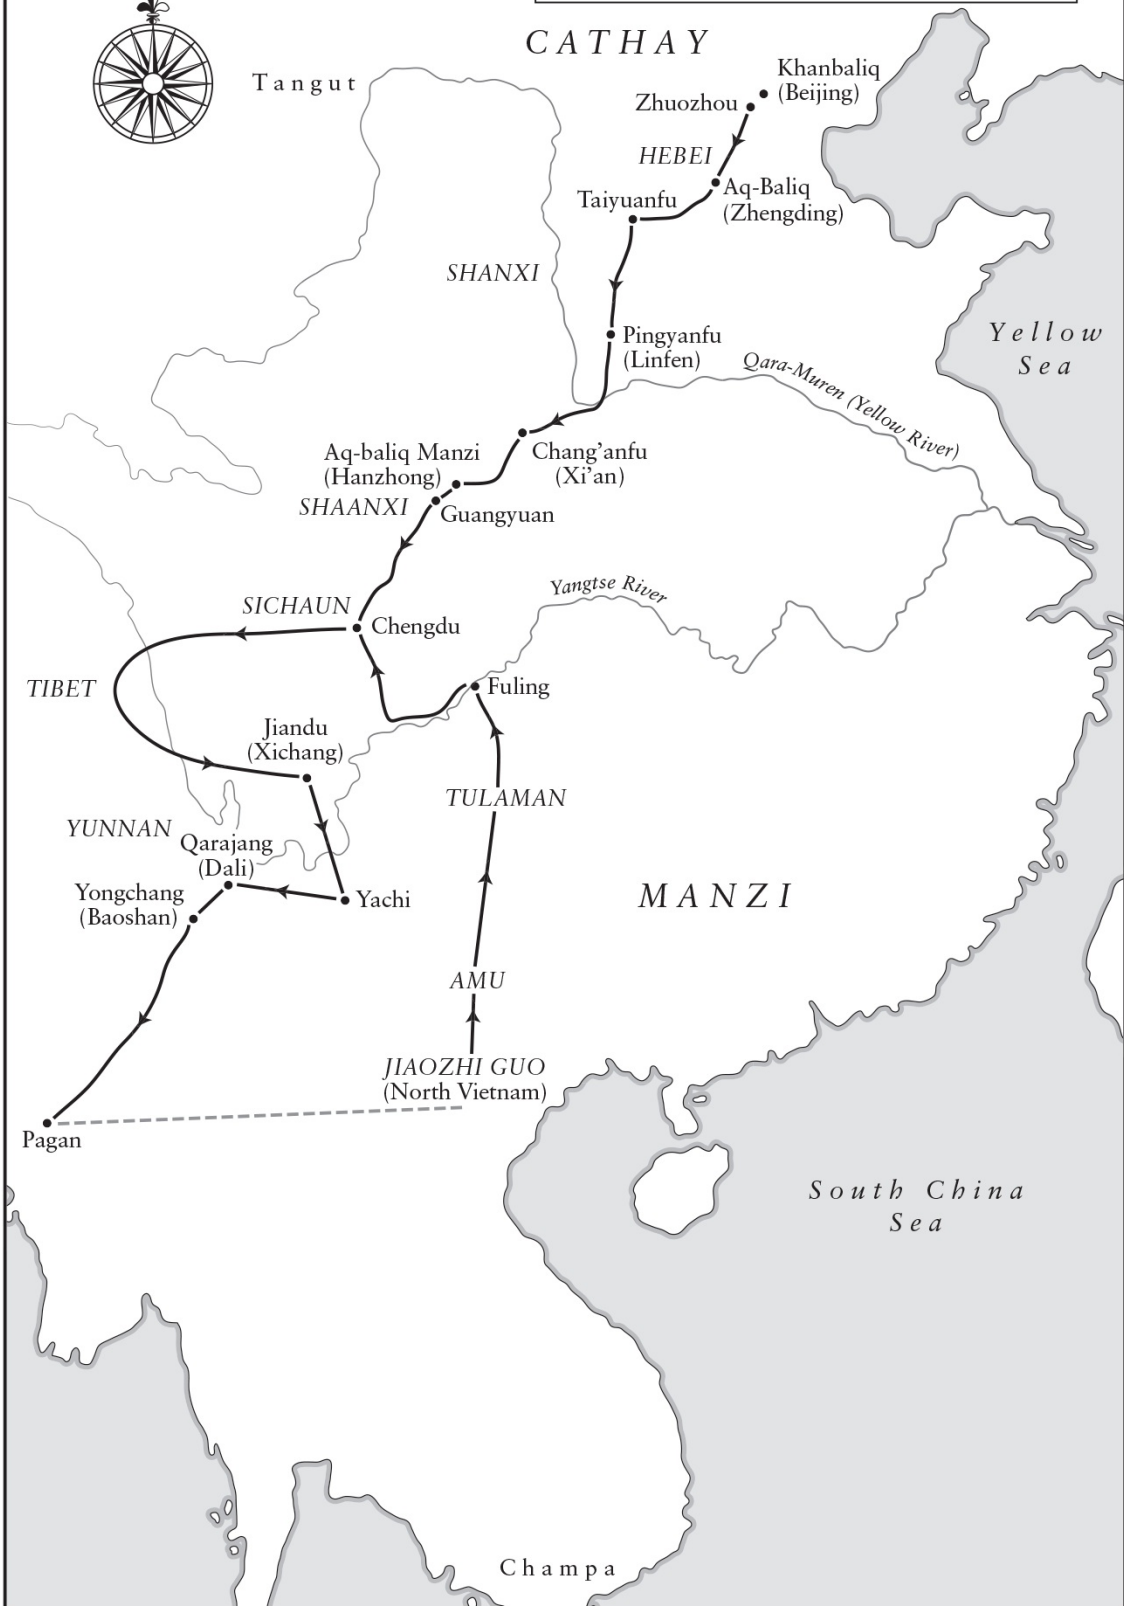 CATHAY
Tangut
Khanbaliq
(Beijing)
Zhuozhou
HEBEI
Aq-Baliq
(Zhengding)
Taiyuanfu
SHANXI
Pingyanfu
(Linfen)
Yellow
Sea
Qara-Muren (Yellow River)
Chang'anfu
(Xi'an)
Aq-baliq Manzi
(Hanzhong)
SHAANXI
Guangyuan
Yangtse River
SICHAUN
Chengdu
TIBET
Fuling
Jiandu
(Xichang)
TULAMAN
YUNNAN
Qarajang
(Dali)
Yongchang
(Baoshan)
Yachi
MANZI
AMU
JIAOZHI GUO
(North Vietnam)
Pagan
South China
Sea
Champa